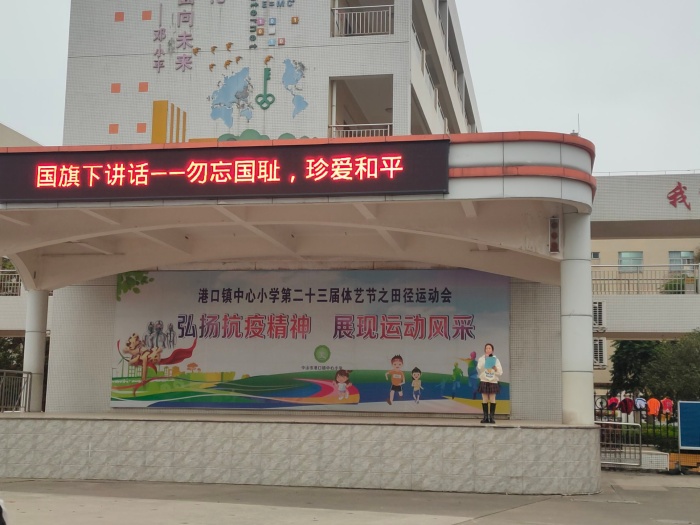 面向未来
——邓小平
Internet
E=MC²
国旗下讲话——勿忘国耻，珍爱和平
我
港口镇中心小学第二十三届体艺节之田径运动会
弘扬抗疫精神 展现运动风采